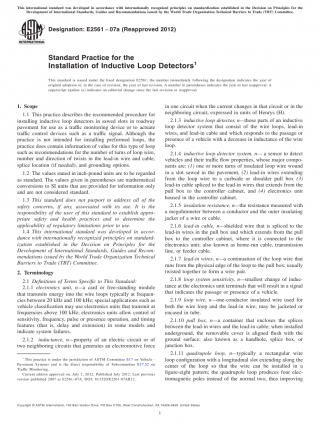 This international standard was developed in accordance with internationally recognized principles on standardization established in the Decision on Principles for the
Development of International Standards, Guides and Recommendations issued by the World Trade Organization Technical Barriers to Trade (TBT) Committee.
Designation: E2561 − 07a (Reapproved 2012)
INTERNATIONAL
Standard Practice for the
Installation of Inductive Loop Detectors1
This standard is issued under the fixed designation E2561; the number immediately following the designation indicates the year of
original adoption or, in the case of revision, the year of last revision. A number in parentheses indicates the year of last reapproval. A
superscript epsilon (ε) indicates an editorial change since the last revision or reapproval.
1. Scope
1.1 This practice describes the recommended procedure for
installing inductive loop detectors in sawed slots in roadway
pavement for use as a traffic monitoring device or to actuate
traffic control devices such as a traffic signal. Although the
practice is not intended for installing preformed loops, the
practice does contain information of value for this type of loop
such as recommendations for the number of turns of loop wire,
number and direction of twists in the lead-in wire and cable,
splice location (if needed), and grounding options.
1.2 The values stated in inch-pound units are to be regarded
as standard. The values given in parentheses are mathematical
conversions to SI units that are provided for information only
and are not considered standard.
1.3 This standard does not purport to address all of the
safety concerns, if any, associated with its use. It is the
responsibility of the user of this standard to establish appro-
priate safety and health practices and to determine the
applicability of regulatory limitations prior to use.
1.4 This international standard was developed in accor-
dance with internationally recognized principles on standard-
ization established in the Decision on Principles for the
Development of International Standards, Guides and Recom-
mendations issued by the World Trade Organization Technical
Barriers to Trade (TBT) Committee.
2. Terminology
2.1 Definitions of Terms Specific to This Standard:
2.1.1 electronics unit, n—a card or free-standing module
that transmits energy into the wire loops typically at frequen-
cies between 20 kHz and 100 kHz; special applications such as
vehicle classification may use electronics units that transmit at
frequencies above 100 kHz; electronics units allow control of
sensitivity, frequency, pulse or presence operation, and timing
features (that is, delay and extension) in some models and
indicate system failures.
2.1.2 inductance, n—property of an electric circuit or of
two neighboring circuits that generates an electromotive force
1 This practice is under the jurisdiction of ASTM Committee E17 on Vehicle -
Pavement Systems and is the direct responsibility of Subcommittee E17.52 on
Traffic Monitoring.
Current edition approved on July 1, 2012. Published July 2012. Last previous
version published 2007 as E2561–07A. DOI: 10.1520/E2561-07AR12.
in one circuit when the current changes in that circuit or in the
neighboring circuit, expressed in units of Henrys (H).
2.1.3 inductive loop detectors, n—those parts of an inductive
loop detector system that consist of the wire loops, lead-in
wires, and lead-in cable and which responds to the passage or
presence of a vehicle with a decrease in inductance of the wire
loop.
2.1.4 inductive loop detector system, n— a sensor to detect
vehicles and their traffic flow properties, whose major compo-
nents are: (1) one or more turns of insulated loop wire wound
in a slot sawed in the pavement, (2) lead-in wires extending
from the loop wire to a curbside or shoulder pull box (3)
lead-in cable spliced to the lead-in wires that extends from the
pull box to the controller cabinet, and (4) electronics unit
housed in the controller cabinet.
2.1.5 insulation resistance, n—the resistance measured with
a megohmmeter between a conductor and the outer insulating
jacket of a wire or cable.
2.1.6 lead-in cable, n—shielded wire that is spliced to the
lead-in wires in the pull box and which extends from the pull
box to the controller cabinet, where it is connected to the
electronics unit; also known as home-run cable, transmission
line, or feeder cable.
2.1.7 lead-in wires, n—a continuation of the loop wire that
runs from the physical edge of the loop to the pull box; usually
twisted together to form a wire pair.
2.1.8 loop system sensitivity, n—smallest change of induc-
tance at the electronics unit terminals that will result in a signal
that indicates the passage or presence of a vehicle.
2.1.9 loop wire, n—one-conductor insulated wire used for
both the wire loop and the lead-in wire; may be jacketed or
encased in tube.
2.1.10 pull box, n—a container that encloses the splices
between the lead-in wires and the lead-in cable; when installed
underground, the removable cover is aligned flush with the
ground surface; also known as a handhole, splice box, or
junction box.
2.1.11 quadrupole loop, n—typically a rectangular wire
loop configuration with a longitudinal slot extending along the
center of the loop so that the wire can be installed in a
figure-eight pattern; the quadrupole loop produces four elec-
tromagnetic poles instead of the normal two, thus improving
Copyright © ASTM International, 100 Barr Harbor Drive, PO Box C700, West Conshohocken, PA 19428-2959. United States
1